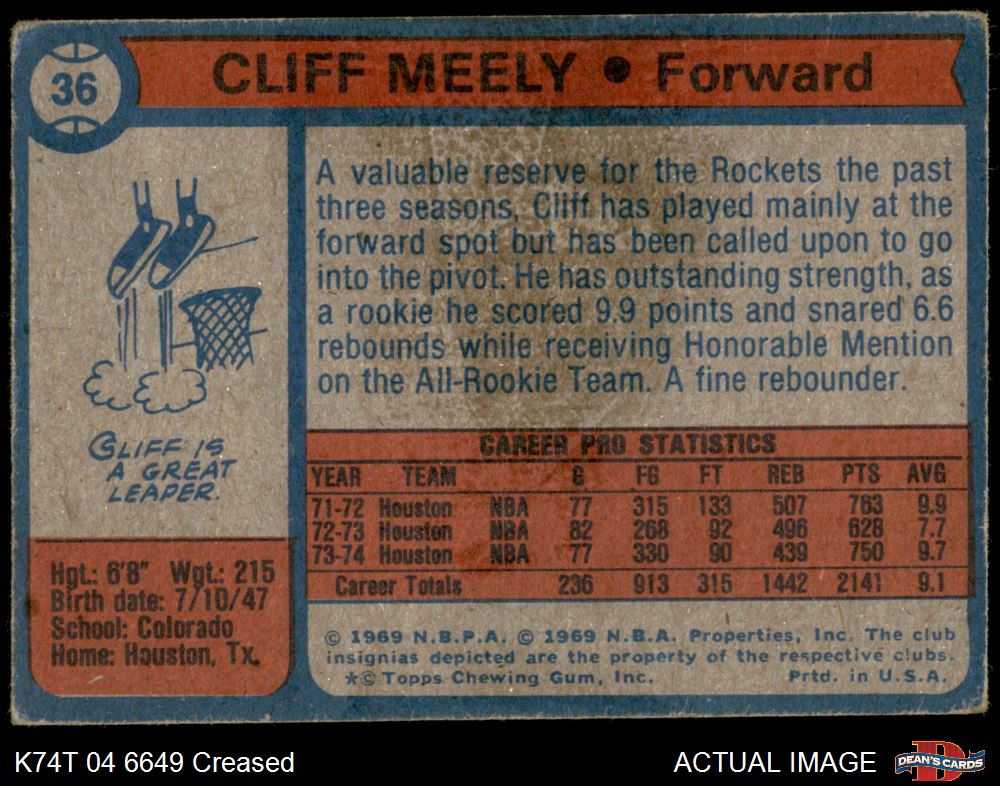 36
CLIFF MEELY • Forward
A valuable reserve for the Rockets the past
three seasons, Cliff has played mainly at the
forward spot but has been called upon to go
into the pivot. He has outstanding strength, as
a rookie he scored 9.9 points and snared 6.6
rebounds while receiving Honorable Mention
on the All-Rookie Team. A fine rebounder.
CLIFF IS
A GREAT
LEAPER.
Hgt.: 6'8" Wgt.: 215
Birth date: 7/10/47
School: Colorado
Home: Houston, Tx.
CAREER PRO STATISTICS
YEAR TEAM G FG FT REB PTS AVG
71-72 Houston NBA 77 315 133 507 763 9.9
72-73 Houston NBA 82 268 92 496 628 7.7
73-74 Houston NBA 77 330 90 439 750 9.7
Career Totals 236 913 315 1442 2141 9.1
© 1969 N.B.P.A. © 1969 N.B.A. Properties, Inc. The club
insignias depicted are the property of the respective clubs.
*© Topps Chewing Gum, Inc. Prtd. in U.S.A.
K74T 04 6649 Creased
ACTUAL IMAGE
D
DEAN'S CARDS